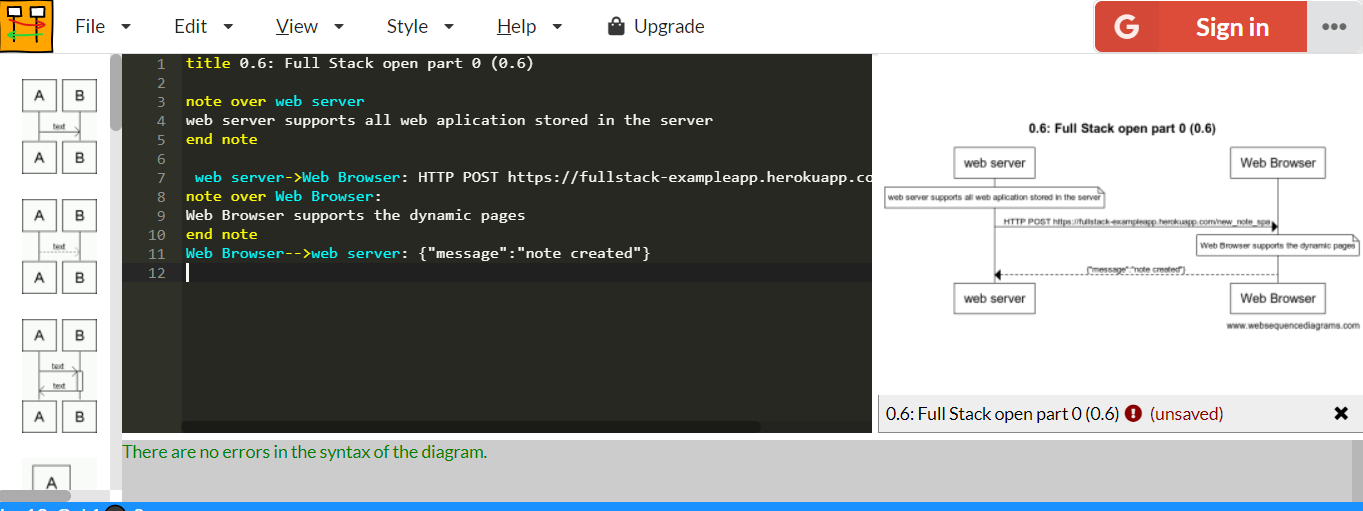 File Edit View Style Help Upgrade Sign in
A B
text
A B
A B
text
A B
A B
text
text
A B
A
1 title 0.6: Full Stack open part 0 (0.6)
2
3 note over web server
4 web server supports all web aplication stored in the server
5 end note
6
7 web server->Web Browser: HTTP POST https://fullstack-exampleapp.herokuapp.co
8 note over Web Browser:
9 Web Browser supports the dynamic pages
10 end note
11 Web Browser-->web server: {"message":"note created"}
12
There are no errors in the syntax of the diagram.
0.6: Full Stack open part 0 (0.6)
web server Web Browser
web server supports all web aplication stored in the server
HTTP POST https://fullstack-exampleapp.herokuapp.com/new_note_spa
Web Browser supports the dynamic pages
{"message":"note created"}
web server Web Browser
www.websequencediagrams.com
0.6: Full Stack open part 0 (0.6) (unsaved)